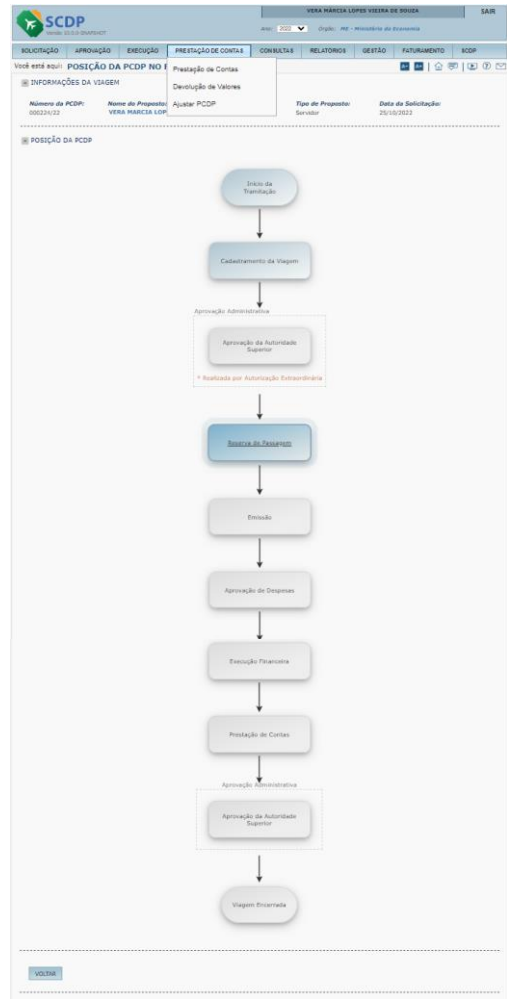 SCDP
VERA MÁRCIA LOPES VIEIRA DE SOUZA
SAIR
Ano: 2022 Órgão: ME - Ministério da Economia
SOLICITAÇÃO APROVAÇÃO EXECUÇÃO PRESTAÇÃO DE CONTAS CONSULTAS RELATÓRIOS GESTÃO FATURAMENTO SCDP
Você está aqui: POSIÇÃO DA PCDP NO
Prestação de Contas
Devolução de Valores
Ajustar PCDP
INFORMAÇÕES DA VIAGEM
Número da PCDP: Nome do Proposto: Tipo de Proposto: Data da Solicitação:
000224/22 VERA MARCIA LOP Servidor 25/10/2022
POSIÇÃO DA PCDP
Início da
Tramitação
Cadastramento da Viagem
Aprovação Administrativa
Aprovação da Autoridade
Superior
* Realizada por Autorização Extraordinária
Reserva de Passagem
Emissão
Aprovação de Despesas
Execução Financeira
Prestação de Contas
Aprovação Administrativa
Aprovação da Autoridade
Superior
Viagem Encerrada
VOLTAR